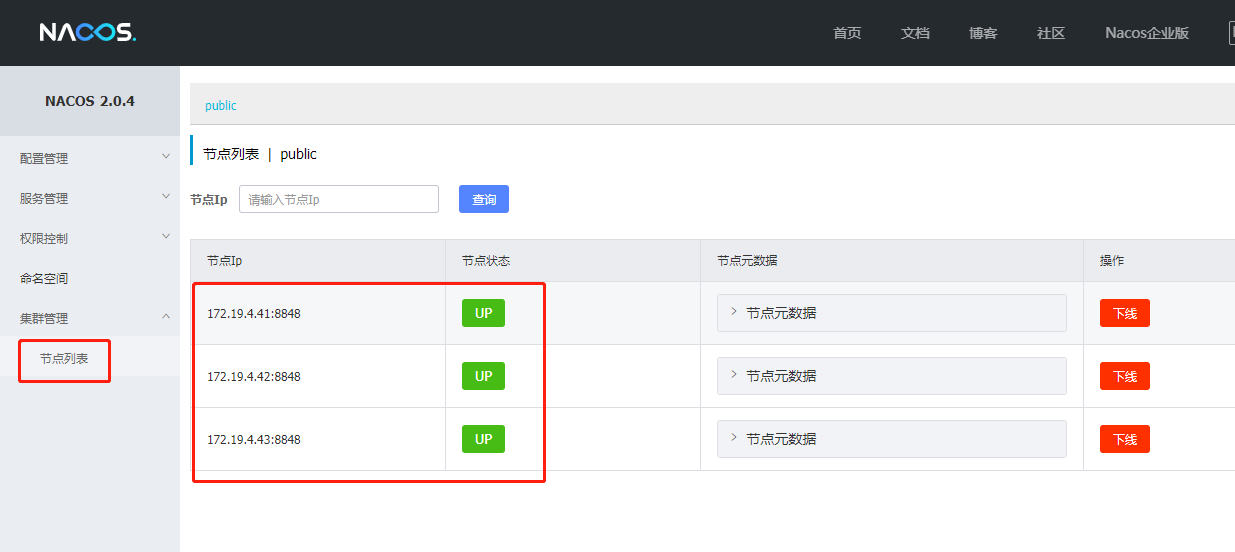 NACOS.
首页 文档 博客 社区 Nacos企业版
NACOS 2.0.4
配置管理
服务管理
权限控制
命名空间
集群管理
节点列表
public
节点列表 | public
节点Ip 请输入节点Ip 查询
节点Ip 节点状态 节点元数据 操作
172.19.4.41:8848 UP 节点元数据 下线
172.19.4.42:8848 UP 节点元数据 下线
172.19.4.43:8848 UP 节点元数据 下线